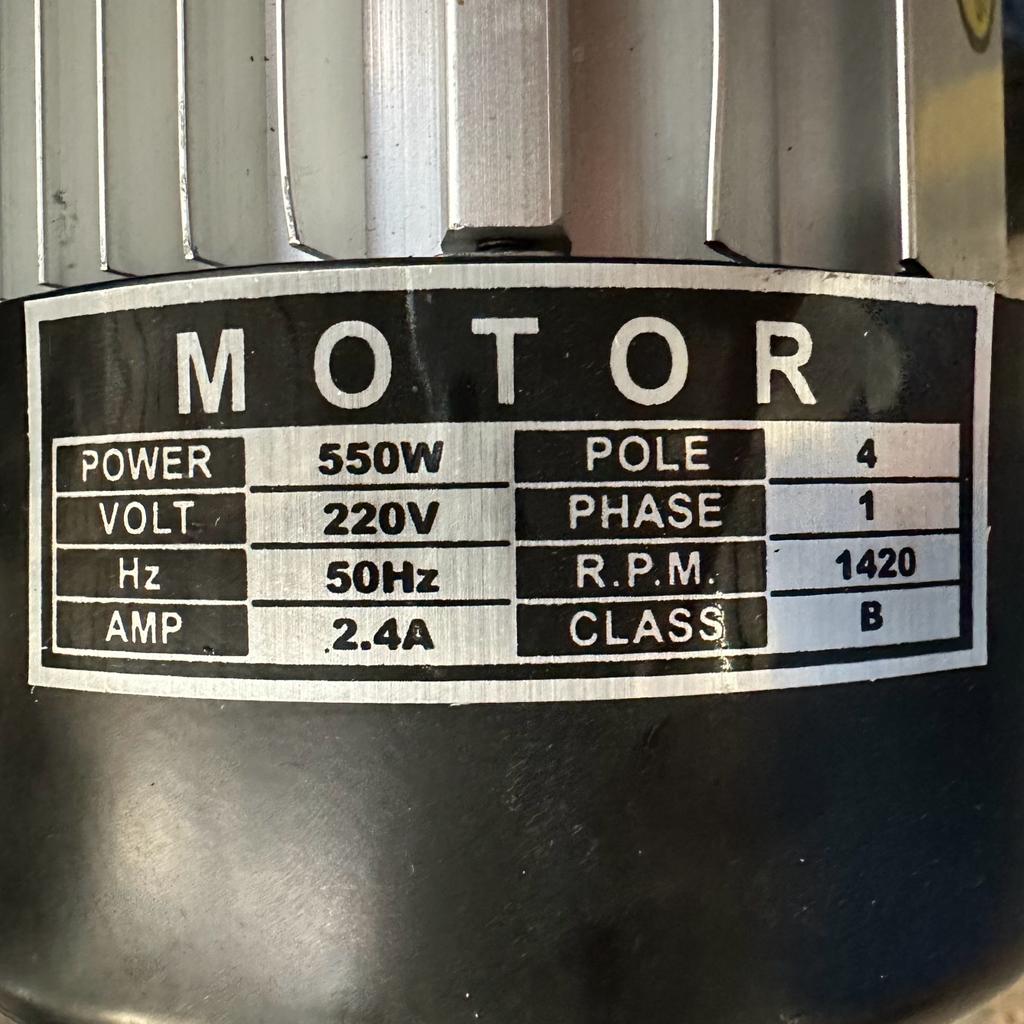 MOTOR
POWER 550W POLE 4
VOLT 220V PHASE 1
Hz 50Hz R.P.M. 1420
AMP 2.4A CLASS B